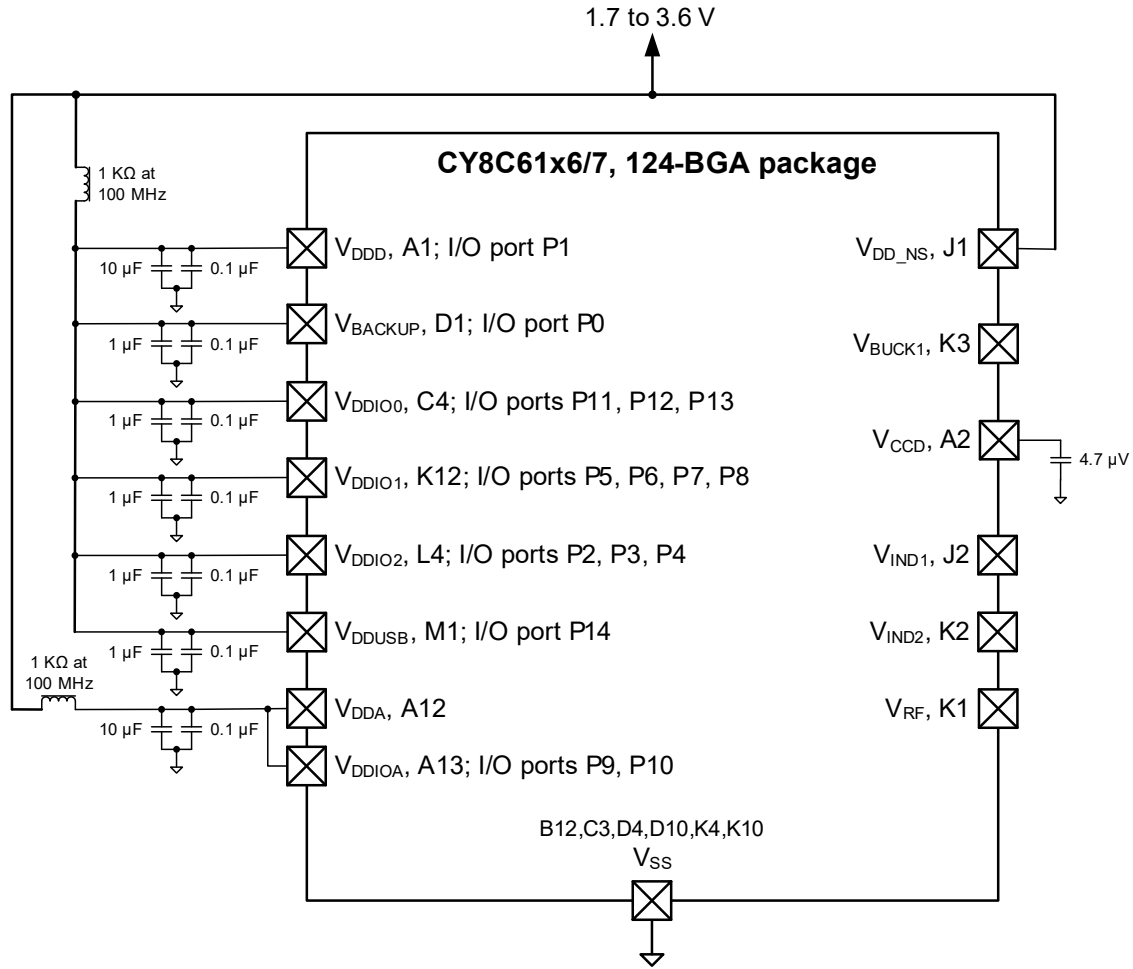 1.7 to 3.6 V
CY8C61x6/7, 124-BGA package
1 KΩ at
100 MHz
10 µF
0.1 µF
VDDD, A1; I/O port P1
VDD_NS, J1
1 µF
0.1 µF
VBACKUP, D1; I/O port P0
VBUCK1, K3
1 µF
0.1 µF
VDDIO0, C4; I/O ports P11, P12, P13
VCCD, A2
4.7 µV
1 µF
0.1 µF
VDDIO1, K12; I/O ports P5, P6, P7, P8
1 µF
0.1 µF
VDDIO2, L4; I/O ports P2, P3, P4
VIND1, J2
1 µF
0.1 µF
VDDUSB, M1; I/O port P14
VIND2, K2
1 KΩ at
100 MHz
10 µF
0.1 µF
VDDA, A12
VRF, K1
VDDIOA, A13; I/O ports P9, P10
B12,C3,D4,D10,K4,K10
VSS